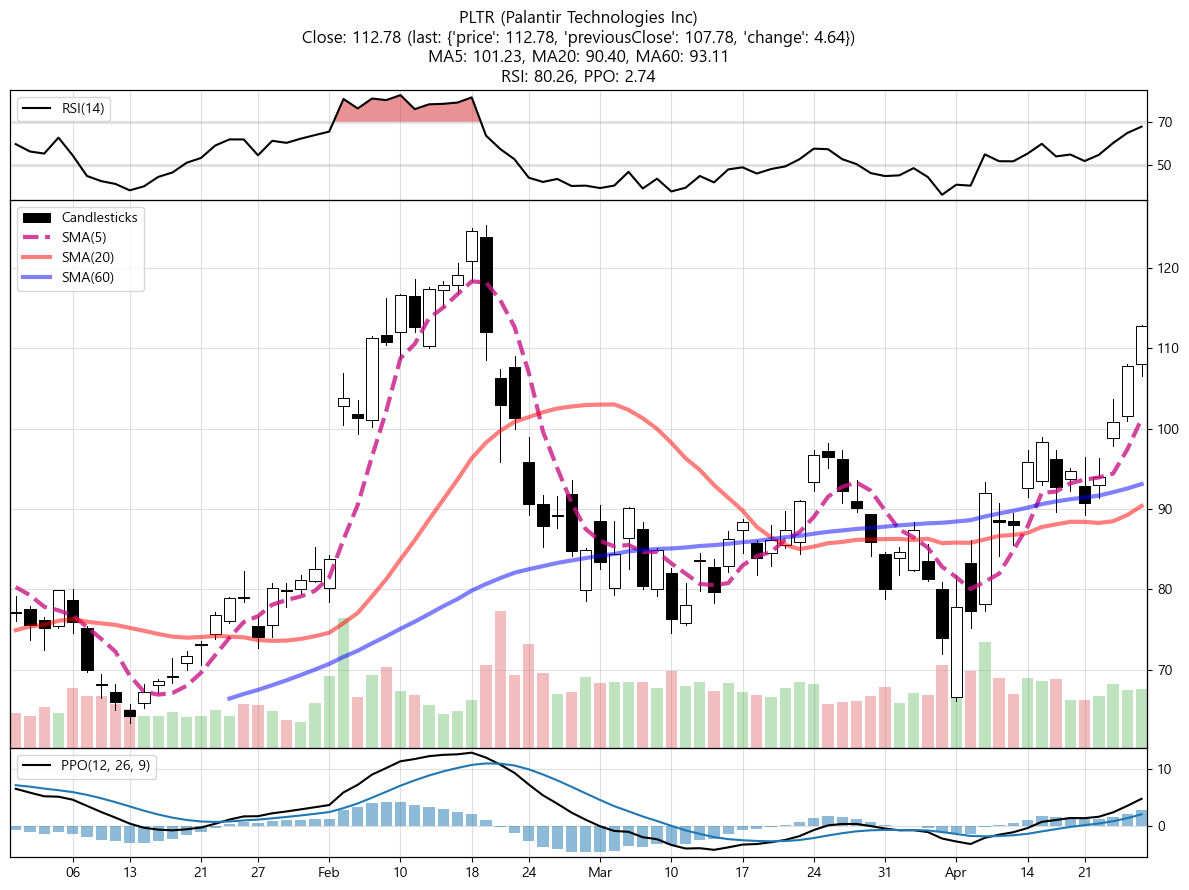 PLTR (Palantir Technologies Inc)
Close: 112.78 (last: {'price': 112.78, 'previousClose': 107.78, 'change': 4.64})
MA5: 101.23, MA20: 90.40, MA60: 93.11
RSI: 80.26, PPO: 2.74
RSI(14)
70
50
Candlesticks
SMA(5)
SMA(20)
SMA(60)
120
110
100
90
80
70
PPO(12, 26, 9)
10
0
06 13 21 27 Feb 10 18 24 Mar 10 17 24 31 Apr 14 21